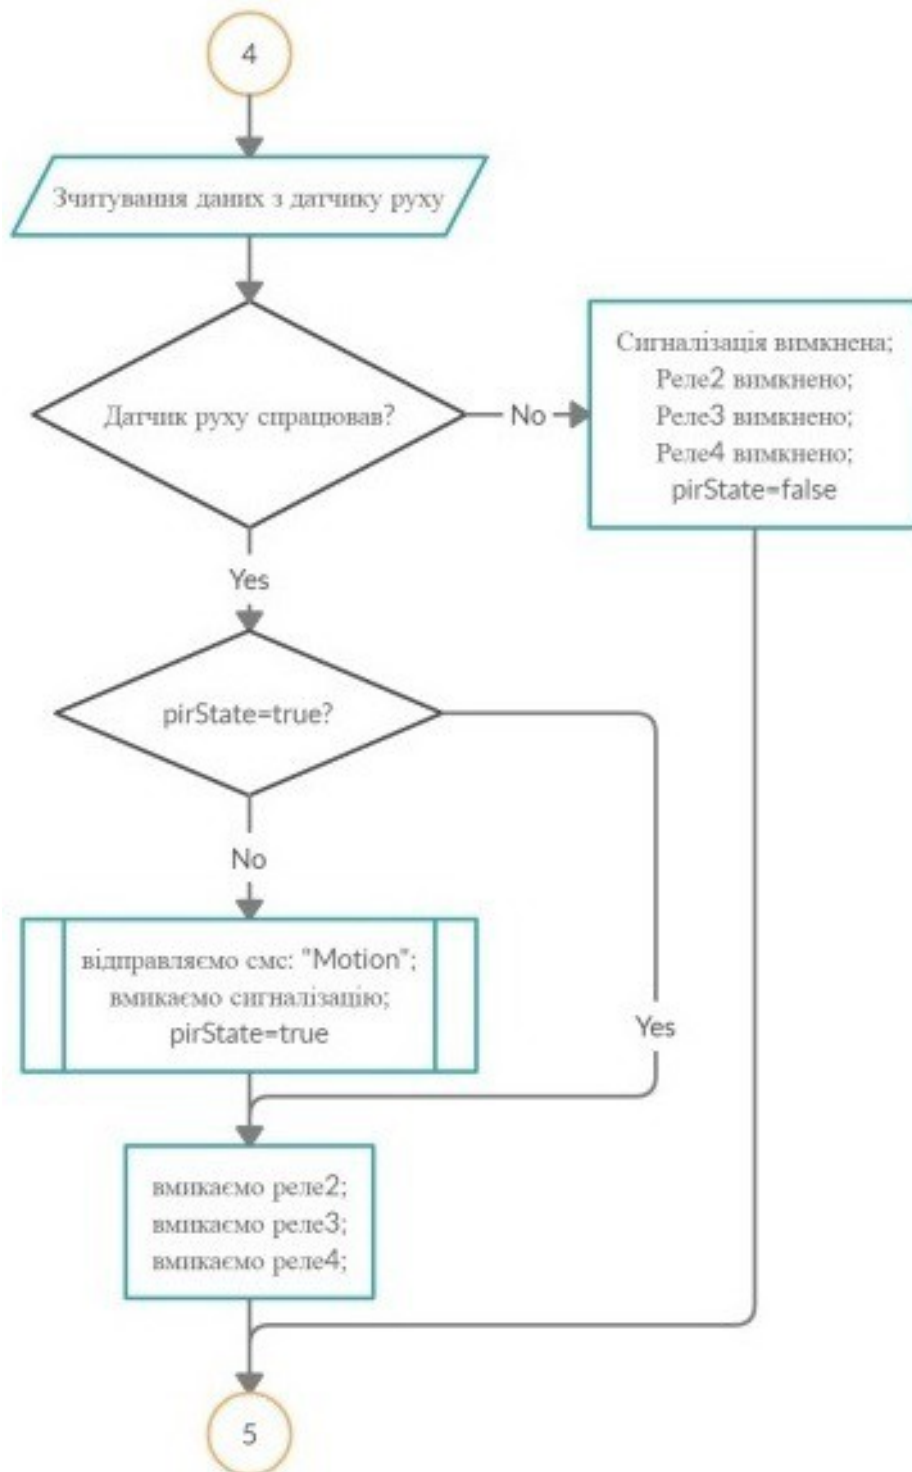 4
Зчитування даних з датчику руху
Датчик руху спрацював?
No
Сигналізація вимкнена;
Реле2 вимкнено;
Реле3 вимкнено;
Реле4 вимкнено;
pirState=false
Yes
pirState=true?
No
відправляємо смс: "Motion";
вмикаємо сигналізацію;
pirState=true
Yes
вмикаємо реле2;
вмикаємо реле3;
вмикаємо реле4;
5